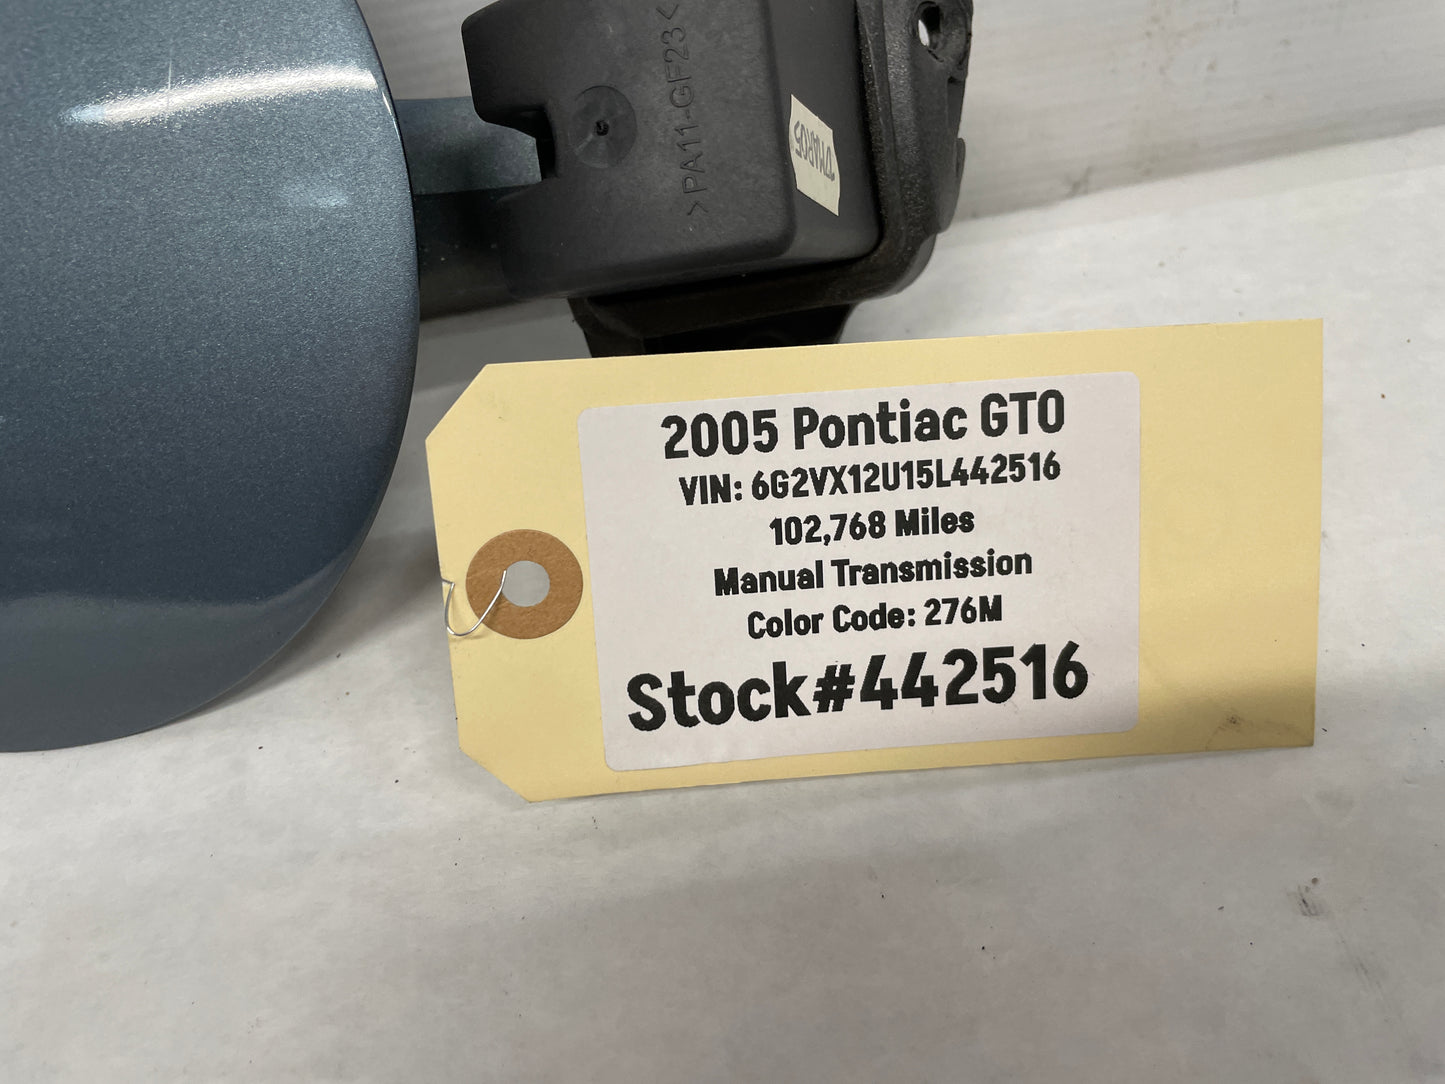 >PA11-GF23<
2005 Pontiac GTO
VIN: 6G2VX12U15L442516
102,768 Miles
Manual Transmission
Color Code: 276M
Stock#442516